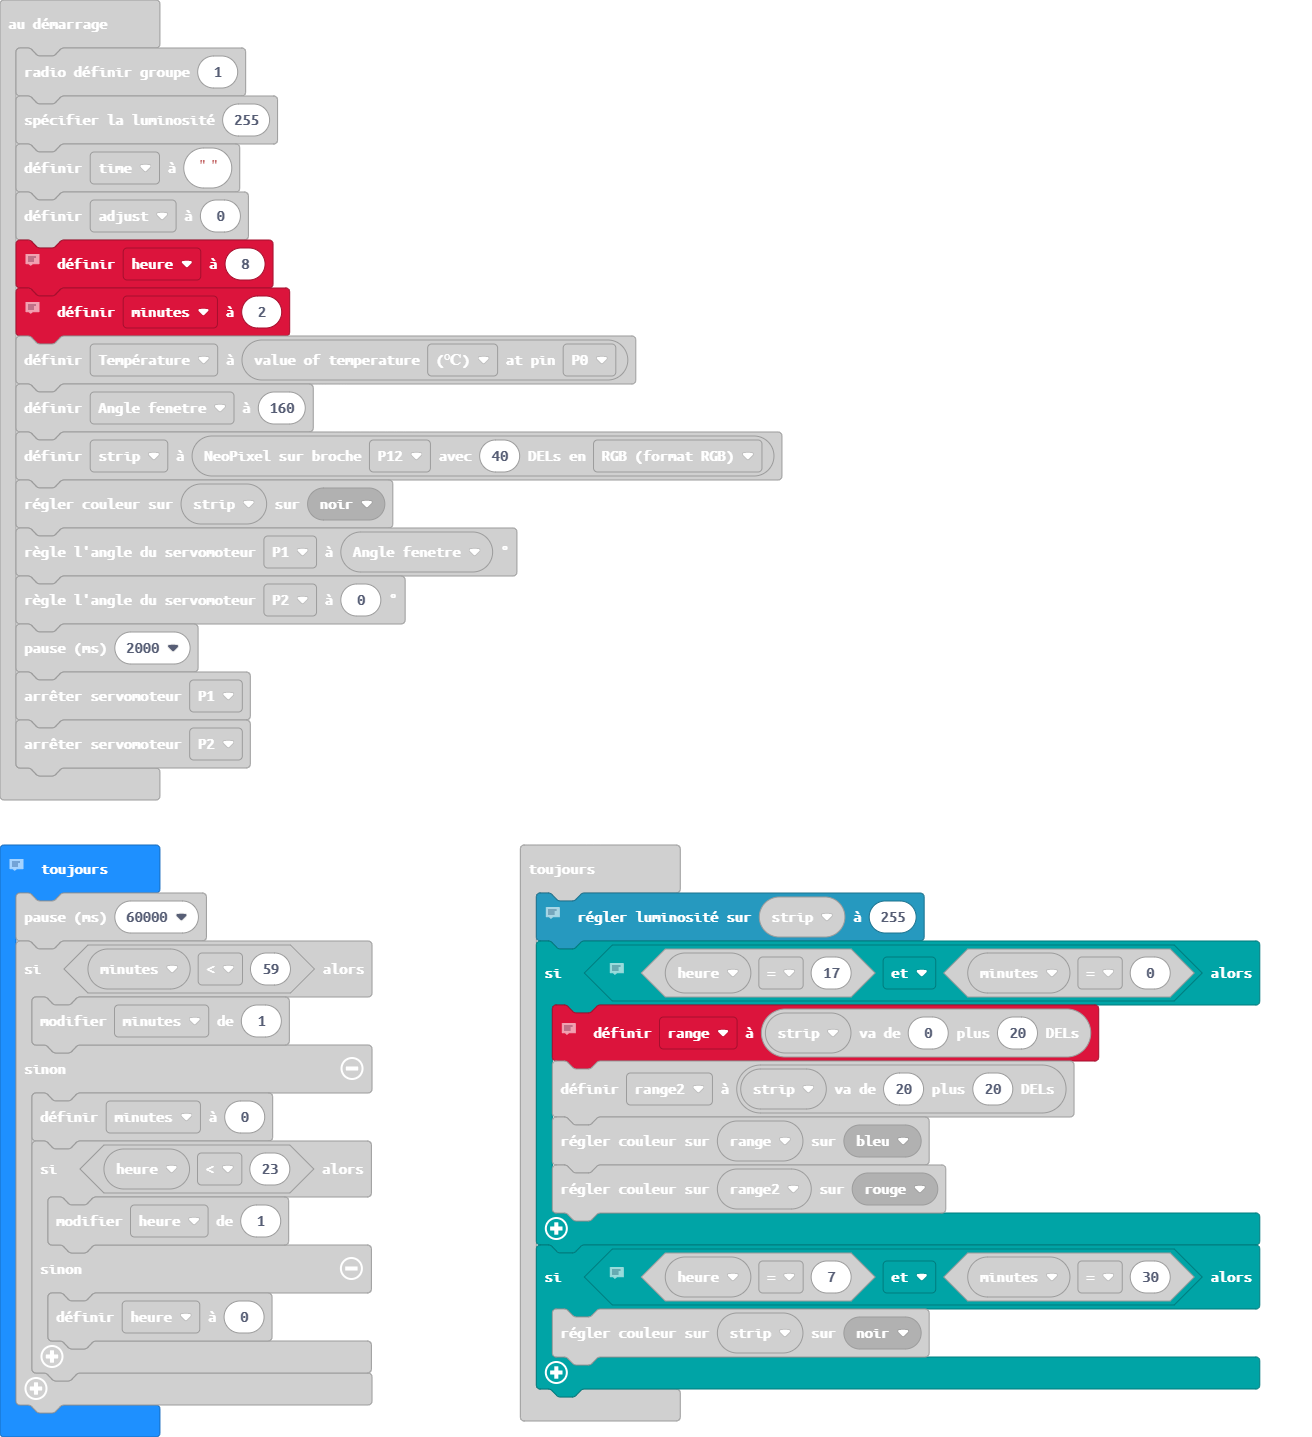 au démarrage
radio définir groupe 1
spécifier la luminosité 255
définir time à " "
définir adjust à 0
définir heure à 8
définir minutes à 2
définir Température à value of temperature (℃) at pin P0
définir Angle fenetre à 160
définir strip à NeoPixel sur broche P12 avec 40 DELs en RGB (format RGB)
régler couleur sur strip sur noir
règle l'angle du servomoteur P1 à Angle fenetre °
règle l'angle du servomoteur P2 à 0 °
pause (ms) 2000
arrêter servomoteur P1
arrêter servomoteur P2
toujours
pause (ms) 60000
si minutes < 59 alors
modifier minutes de 1
sinon
définir minutes à 0
si heure < 23 alors
modifier heure de 1
sinon
définir heure à 0
toujours
régler luminosité sur strip à 255
si heure = 17 et minutes = 0 alors
définir range à strip va de 0 plus 20 DELs
définir range2 à strip va de 20 plus 20 DELs
régler couleur sur range sur bleu
régler couleur sur range2 sur rouge
si heure = 7 et minutes = 30 alors
régler couleur sur strip sur noir